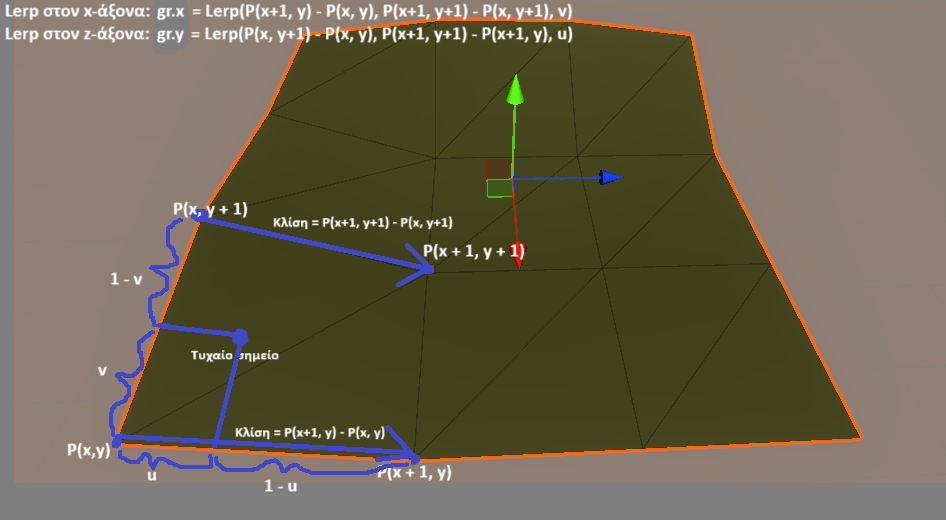 Lerp στον x-άξονα: gr.x = Lerp(P(x+1, y) - P(x, y), P(x+1, y+1) - P(x, y+1), v)
Lerp στον z-άξονα: gr.y = Lerp(P(x, y+1) - P(x, y), P(x+1, y+1) - P(x+1, y), u)
P(x, y + 1)
Κλίση = P(x+1, y+1) - P(x, y+1)
P(x + 1, y + 1)
1 - v
Τυχαίο σημείο
v
Κλίση = P(x+1, y) - P(x, y)
P(x,y)
P(x + 1, y)
u
1 - u